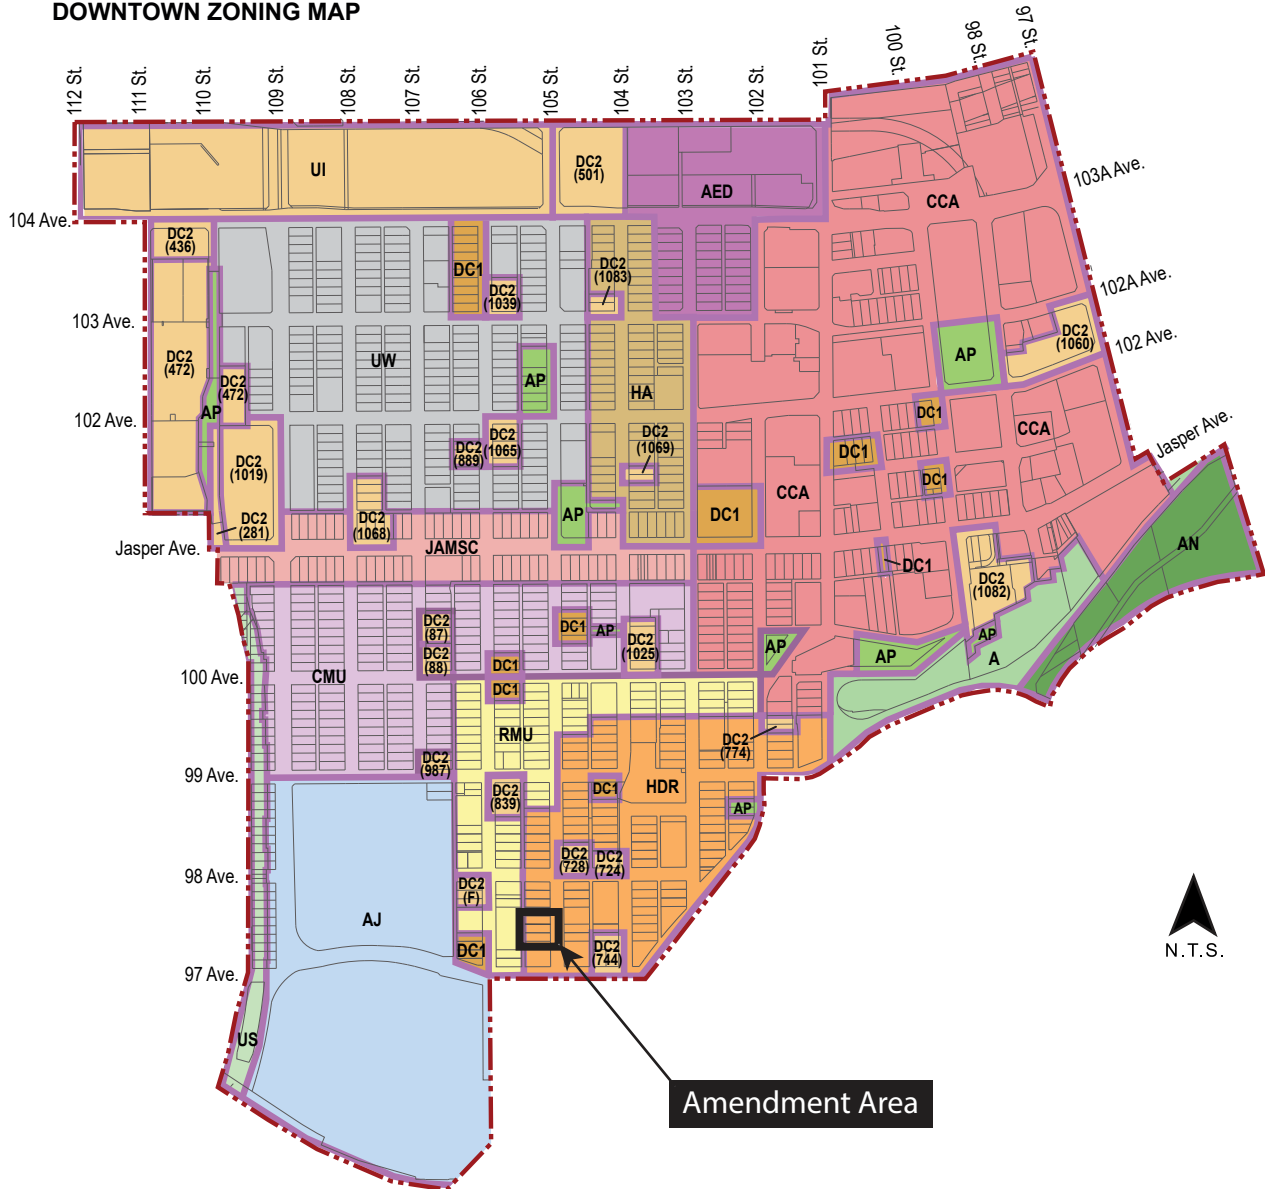 DOWNTOWN ZONING MAP
112 St.
111 St.
110 St.
109 St.
108 St.
107 St.
106 St.
105 St.
104 St.
103 St.
102 St.
101 St.
100 St.
98 St.
97 St.
103A Ave.
UI
DC2
(501)
AED
CCA
104 Ave.
DC2
(436)
DC1
DC2
(1083)
DC2
(1039)
102A Ave.
103 Ave.
DC2
(472)
UW
AP
HA
AP
DC2
(1060)
102 Ave.
DC2
(472)
AP
102 Ave.
DC1
CCA
Jasper Ave.
DC2
(889)
DC2
(1065)
DC2
(1069)
DC1
DC2
(1019)
DC1
CCA
DC2
(281)
DC2
(1068)
AP
DC1
Jasper Ave.
JAMSC
DC1
AN
DC2
(1082)
DC2
(87)
DC1
AP
DC2
(1025)
AP
AP
AP
A
DC2
(88)
DC1
100 Ave.
CMU
DC1
RMU
DC2
(774)
DC2
(987)
99 Ave.
DC2
(839)
DC1
HDR
AP
DC2
(728)
DC2
(724)
98 Ave.
DC2
(F)
AJ
DC1
DC2
(744)
N.T.S.
97 Ave.
US
Amendment Area